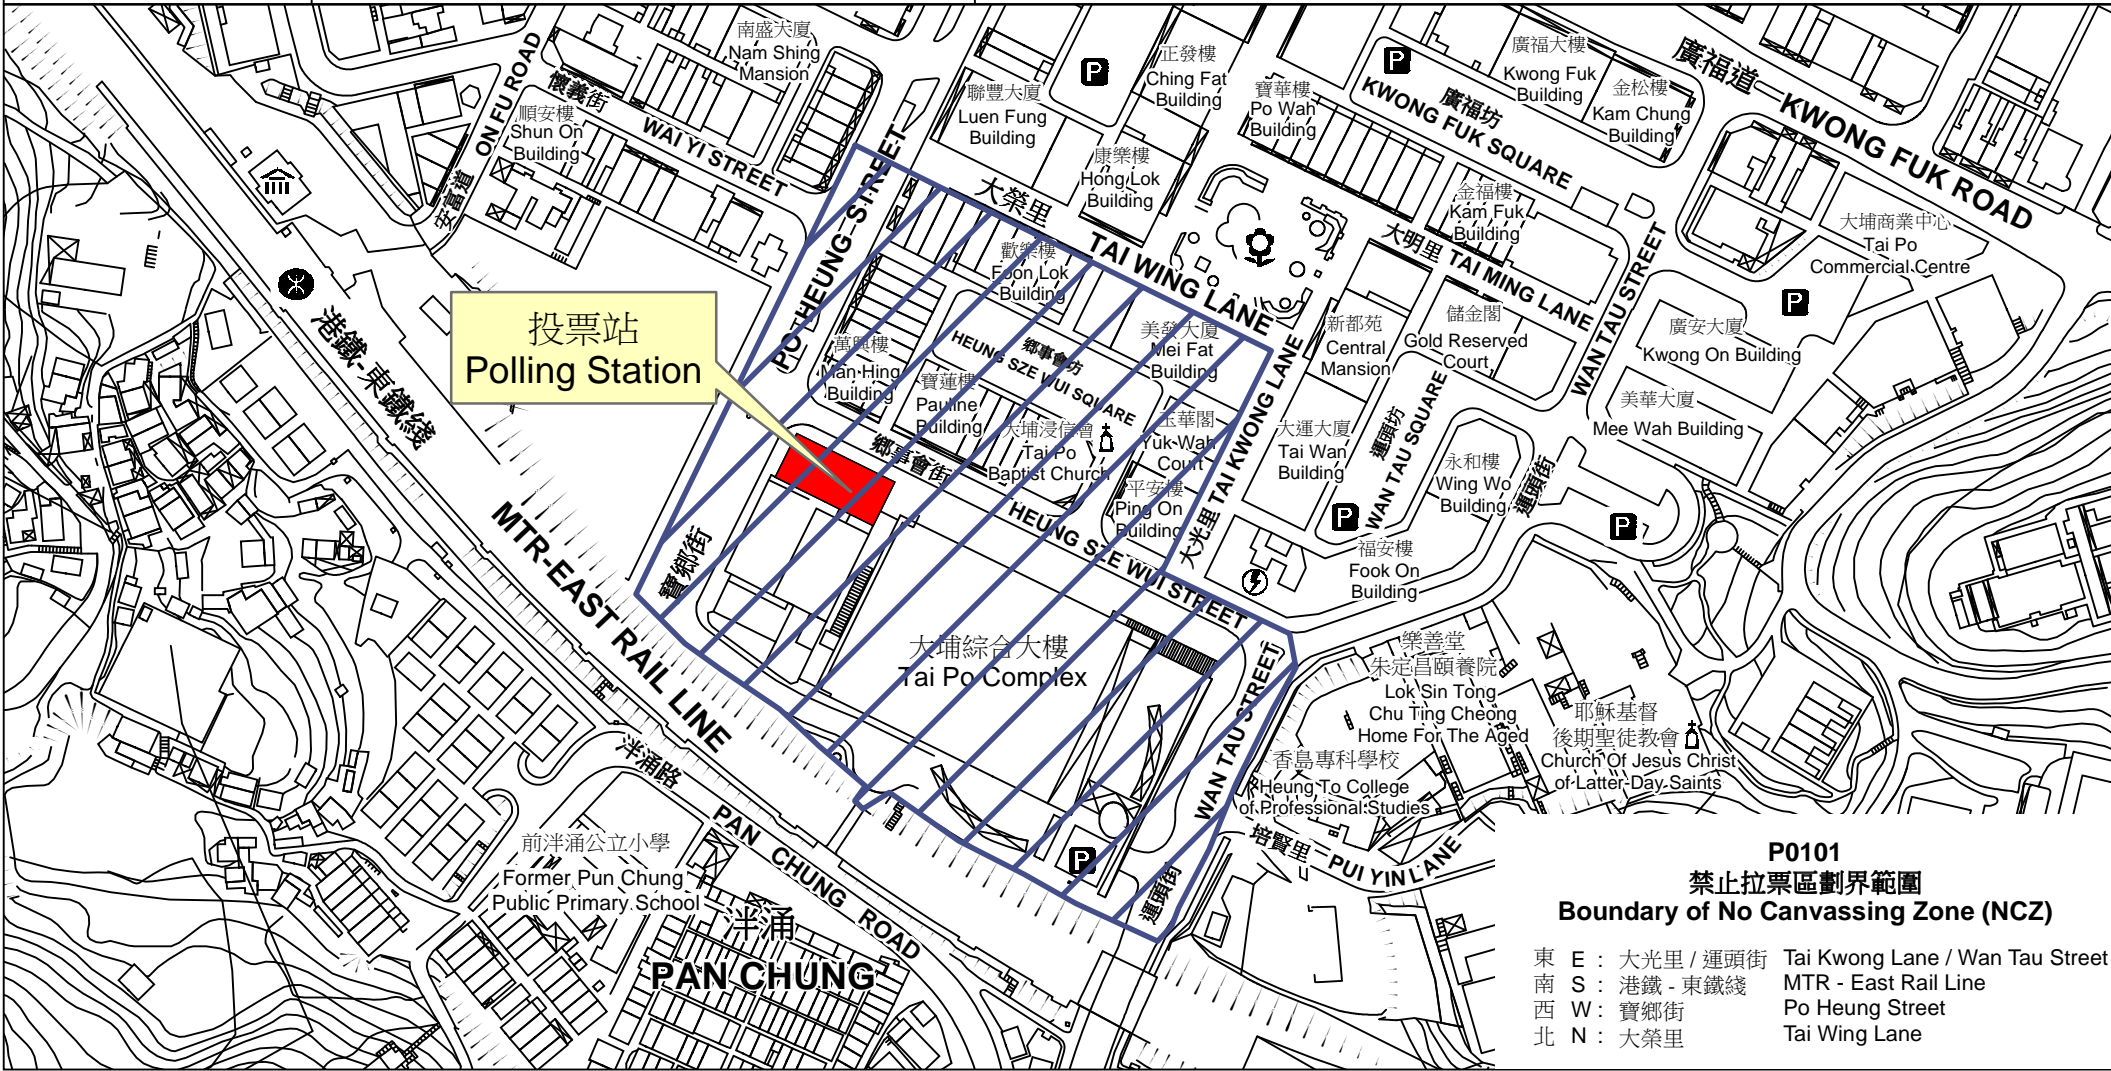 南盛大廈
Nam Shing
Mansion
ON FU ROAD
安富道
懷義街
WAI YI STREET
順安樓
Shun On
Building
PO HEUNG STREET
聯豐大廈
Luen Fung
Building
P
正發樓
Ching Fat
Building
康樂樓
Hong Lok
Building
寶華樓
Po Wah
Building
P
廣福坊
KWONG FUK SQUARE
廣福大樓
Kwong Fuk
Building
金松樓
Kam Chung
Building
廣福道
KWONG FUK ROAD
金福樓
Kam Fuk
Building
大埔商業中心
Tai Po
Commercial Centre
P
大榮里
TAI WING LANE
大明里
TAI MING LANE
WAN TAU STREET
歡樂樓
Foon Lok
Building
港鐵-東鐵綫
MTR-EAST RAIL LINE
投票站
Polling Station
萬興樓
Man Hing
Building
寶蓮樓
Pauline
Building
鄉事會坊
HEUNG SZE WUI SQUARE
美發大廈
Mei Fat
Building
新都苑
Central
Mansion
儲金閣
Gold Reserved
Court
廣安大廈
Kwong On Building
美華大廈
Mee Wah Building
大埔浸信會
Tai Po
Baptist Church
玉華閣
Yuk Wah
Court
平安樓
Ping On
Building
大光里
TAI KWONG LANE
大運大廈
Tai Wan
Building
運頭坊
WAN TAU SQUARE
永和樓
Wing Wo
Building
運頭街
P
P
福安樓
Fook On
Building
鄉事會街
HEUNG SZE WUI STREET
寶鄉街
大埔綜合大樓
Tai Po Complex
WAN TAU STREET
運頭街
P
樂善堂
朱定昌頤養院
Lok Sin Tong
Chu Ting Cheong
Home For The Aged
香島專科學校
Heung To College
of Professional Studies
耶穌基督
後期聖徒教會
Church Of Jesus Christ
of Latter-Day Saints
培賢里
PUI YIN LANE
泮涌路
PAN CHUNG ROAD
前泮涌公立小學
Former Pun Chung
Public Primary School
泮涌
PAN CHUNG
P0101
禁止拉票區劃界範圍
Boundary of No Canvassing Zone (NCZ)
東 E : 大光里 / 運頭街 Tai Kwong Lane / Wan Tau Street
南 S : 港鐵 - 東鐵綫 MTR - East Rail Line
西 W : 寶鄉街 Po Heung Street
北 N : 大榮里 Tai Wing Lane